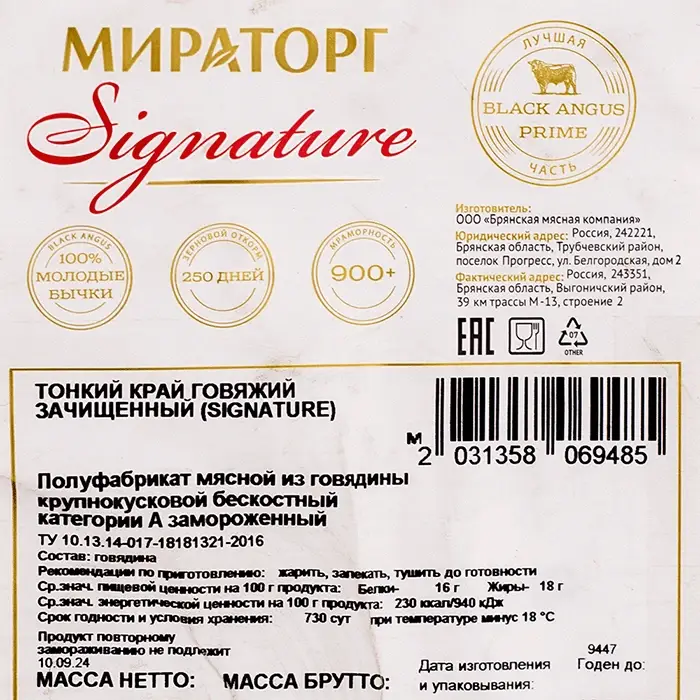 МИРАТОРГ
Signature
ЛУЧШАЯ
BLACK ANGUS
PRIME
ЧАСТЬ
Изготовитель:
ООО «Брянская мясная компания»
Юридический адрес: Россия, 242221,
Брянская область, Трубчевский район,
поселок Прогресс, ул. Белгородская, дом 2
Фактический адрес: Россия, 243351,
Брянская область, Выгоничский район,
39 км трассы М-13, строение 2
BLACK ANGUS
100%
МОЛОДЫЕ
БЫЧКИ
ЗЕРНОВОЙ ОТКОРМ
250 ДНЕЙ
МРАМОРНОСТЬ
900+
EAC
07
OTHER
ТОНКИЙ КРАЙ ГОВЯЖИЙ
ЗАЧИЩЕННЫЙ (SIGNATURE)
М
2 031358 069485
Полуфабрикат мясной из говядины
крупнокусковой бескостный
категории А замороженный
ТУ 10.13.14-017-18181321-2016
Состав: говядина
Рекомендации по приготовлению: жарить, запекать, тушить до готовности
Ср.знач. пищевой ценности на 100 г продукта: Белки- 16 г Жиры- 18 г
Ср.знач. энергетической ценности на 100 г продукта: 230 ккал/940 кДж
Срок годности и условия хранения: 730 сут при температуре минус 18 °С
Продукт повторному
замораживанию не подлежит
10.09.24
9447
МАССА НЕТТО: МАССА БРУТТО:
Дата изготовления Годен до:
и упаковывания: